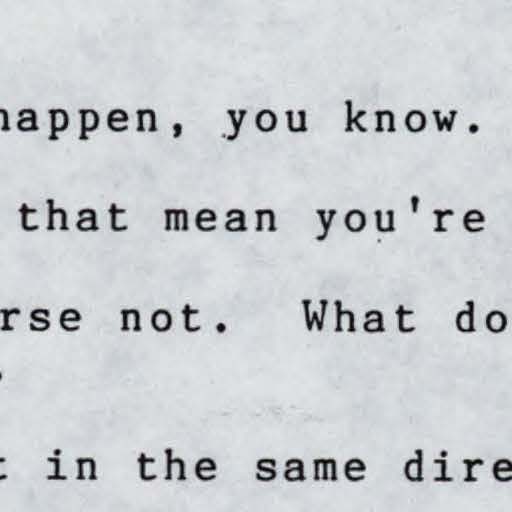 happen, you know.
that mean you're
rse not.  What do
t in the same dire